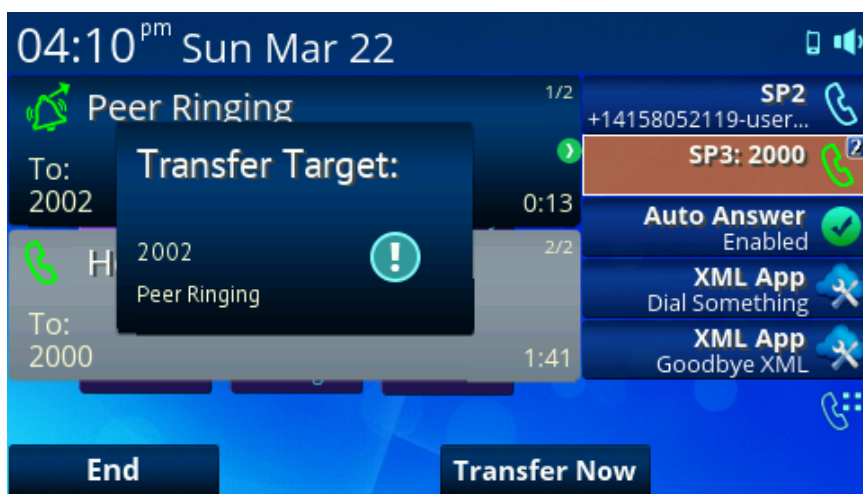 04:10 pm Sun Mar 22
Peer Ringing
1/2
To:
2002
0:13
Transfer Target:
2002
Peer Ringing
H
2/2
To:
2000
1:41
SP2
+14158052119-user...
SP3: 2000
2
Auto Answer
Enabled
XML App
Dial Something
XML App
Goodbye XML
End
Transfer Now